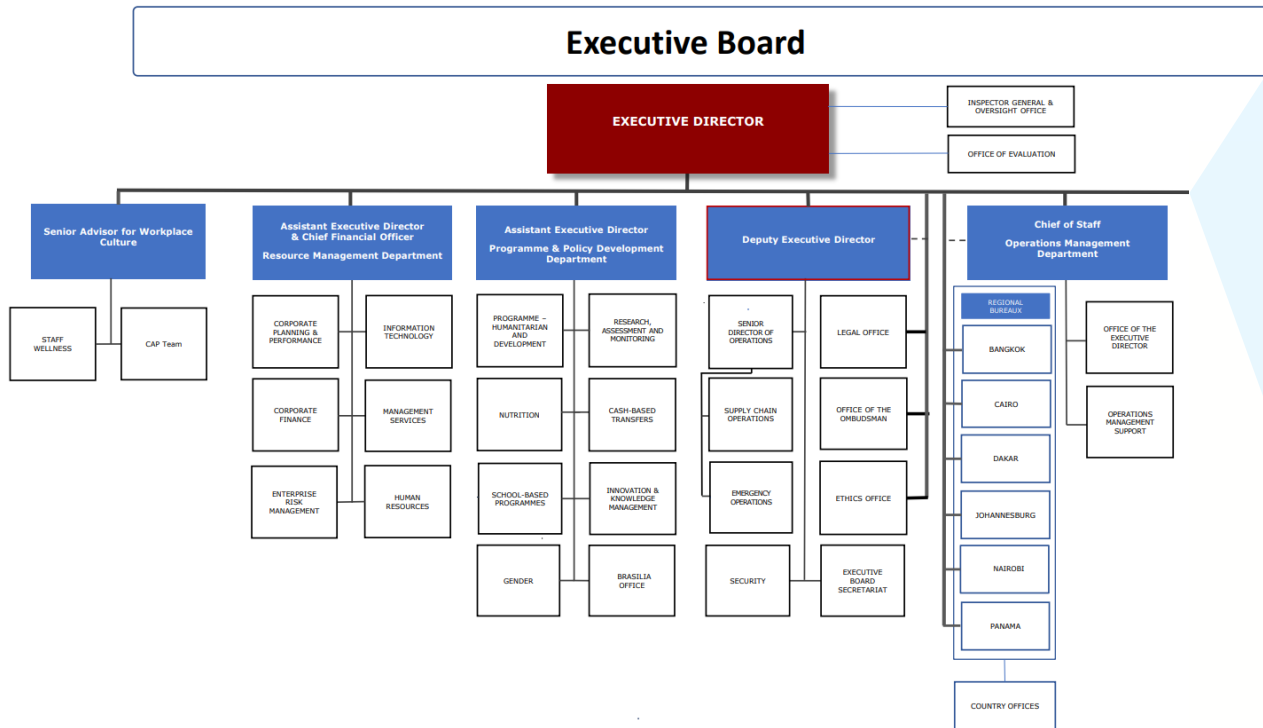 Executive Board
EXECUTIVE DIRECTOR
INSPECTOR GENERAL &
OVERSIGHT OFFICE
OFFICE OF EVALUATION
Senior Advisor for Workplace
Culture
STAFF
WELLNESS
CAP Team
Assistant Executive Director
& Chief Financial Officer
Resource Management Department
CORPORATE
PLANNING &
PERFORMANCE
INFORMATION
TECHNOLOGY
CORPORATE
FINANCE
MANAGEMENT
SERVICES
ENTERPRISE
RISK
MANAGEMENT
HUMAN
RESOURCES
Assistant Executive Director
Programme & Policy Development
Department
PROGRAMME –
HUMANITARIAN
AND
DEVELOPMENT
RESEARCH,
ASSESSMENT AND
MONITORING
NUTRITION
CASH-BASED
TRANSFERS
SCHOOL-BASED
PROGRAMMES
INNOVATION &
KNOWLEDGE
MANAGEMENT
GENDER
BRASILIA
OFFICE
Deputy Executive Director
SENIOR
DIRECTOR OF
OPERATIONS
LEGAL OFFICE
SUPPLY CHAIN
OPERATIONS
OFFICE OF THE
OMBUDSMAN
EMERGENCY
OPERATIONS
ETHICS OFFICE
SECURITY
EXECUTIVE
BOARD
SECRETARIAT
Chief of Staff
Operations Management
Department
REGIONAL
BUREAUX
BANGKOK
CAIRO
DAKAR
JOHANNESBURG
NAIROBI
PANAMA
COUNTRY OFFICES
OFFICE OF THE
EXECUTIVE
DIRECTOR
OPERATIONS
MANAGEMENT
SUPPORT